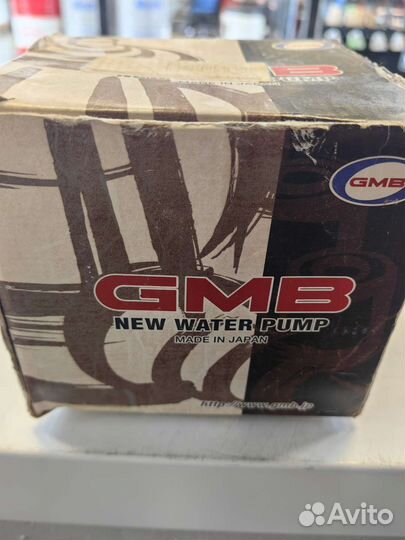 GMB
GMB
NEW WATER PUMP
MADE IN JAPAN
http://www.gmb.jp
Avito